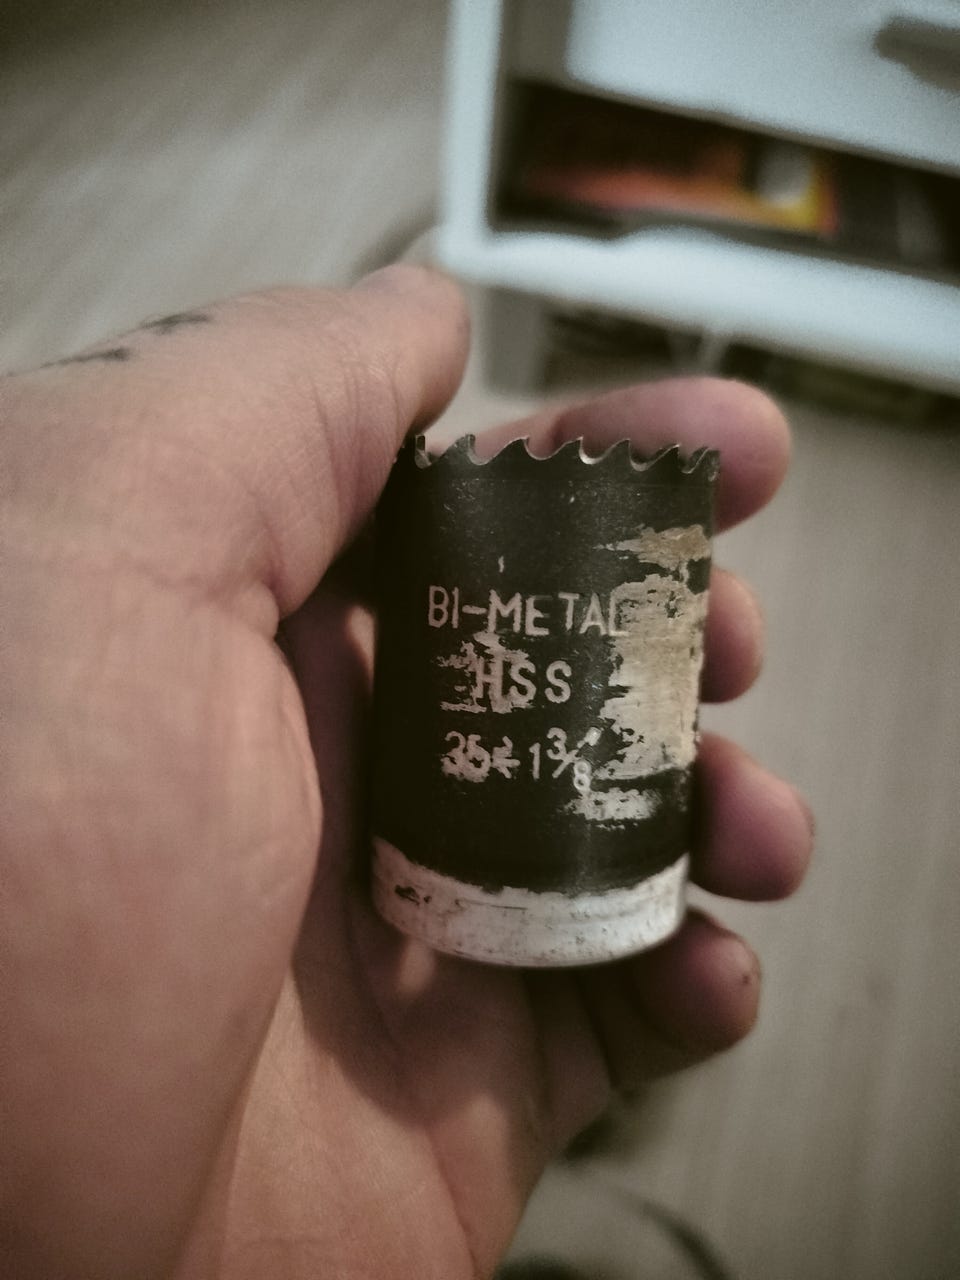 BI-METAL
HSS
35 1 3/8"